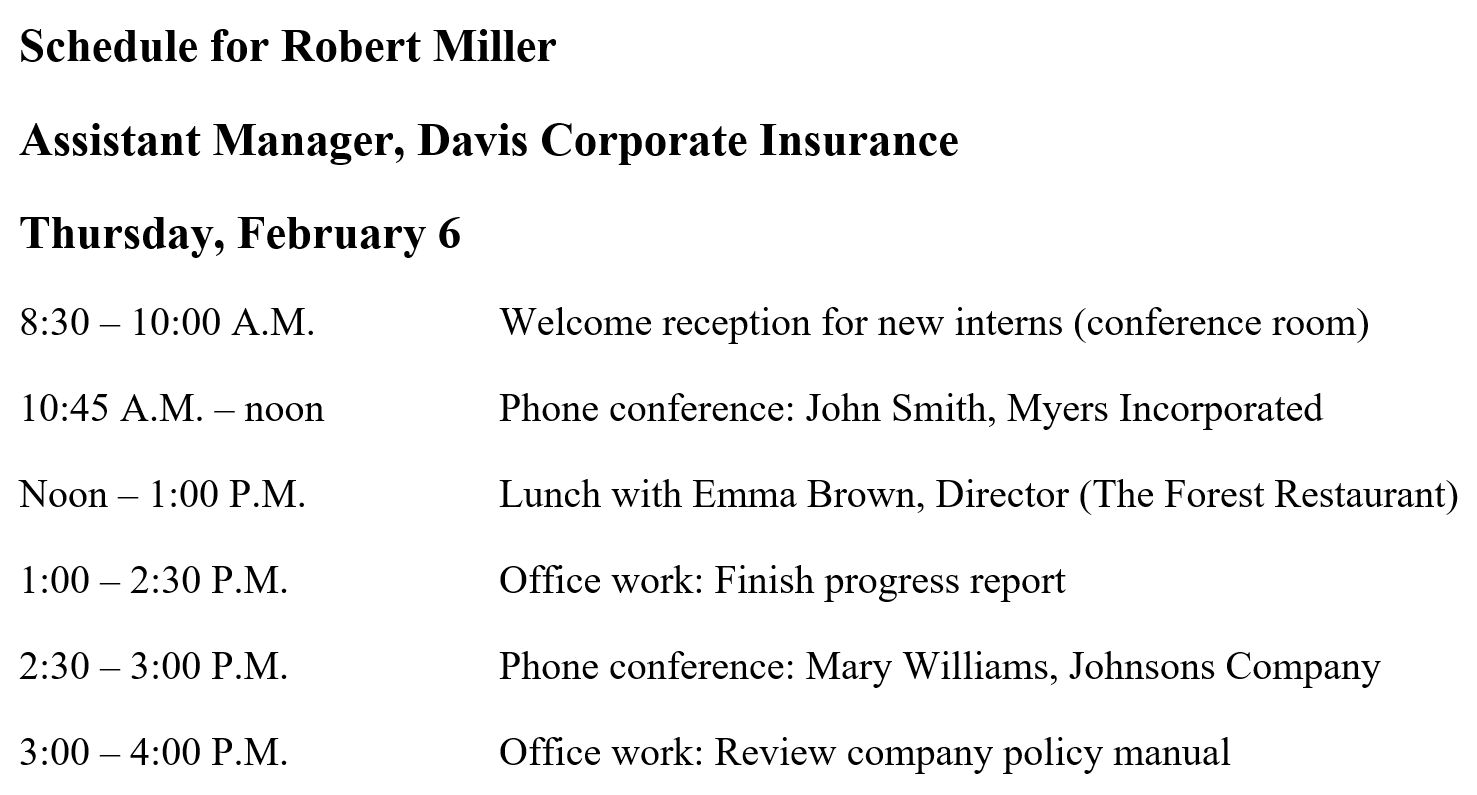 Schedule for Robert Miller
Assistant Manager, Davis Corporate Insurance
Thursday, February 6
8:30 – 10:00 A.M. Welcome reception for new interns (conference room)
10:45 A.M. – noon Phone conference: John Smith, Myers Incorporated
Noon – 1:00 P.M. Lunch with Emma Brown, Director (The Forest Restaurant)
1:00 – 2:30 P.M. Office work: Finish progress report
2:30 – 3:00 P.M. Phone conference: Mary Williams, Johnsons Company
3:00 – 4:00 P.M. Office work: Review company policy manual